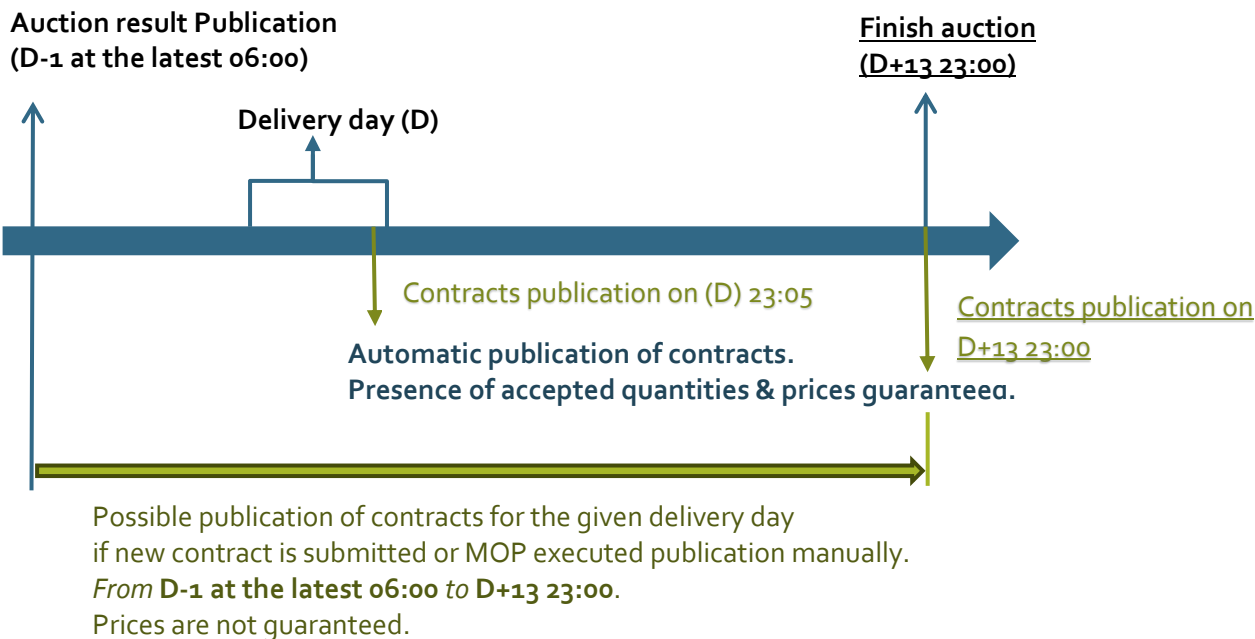 Auction result Publication
(D-1 at the latest 06:00)
Finish auction
(D+13 23:00)
Delivery day (D)
Contracts publication on (D) 23:05
Contracts publication on
D+13 23:00
Automatic publication of contracts.
Presence of accepted quantities & prices guaranteed.
Possible publication of contracts for the given delivery day
if new contract is submitted or MOP executed publication manually.
From D-1 at the latest 06:00 to D+13 23:00.
Prices are not guaranteed.